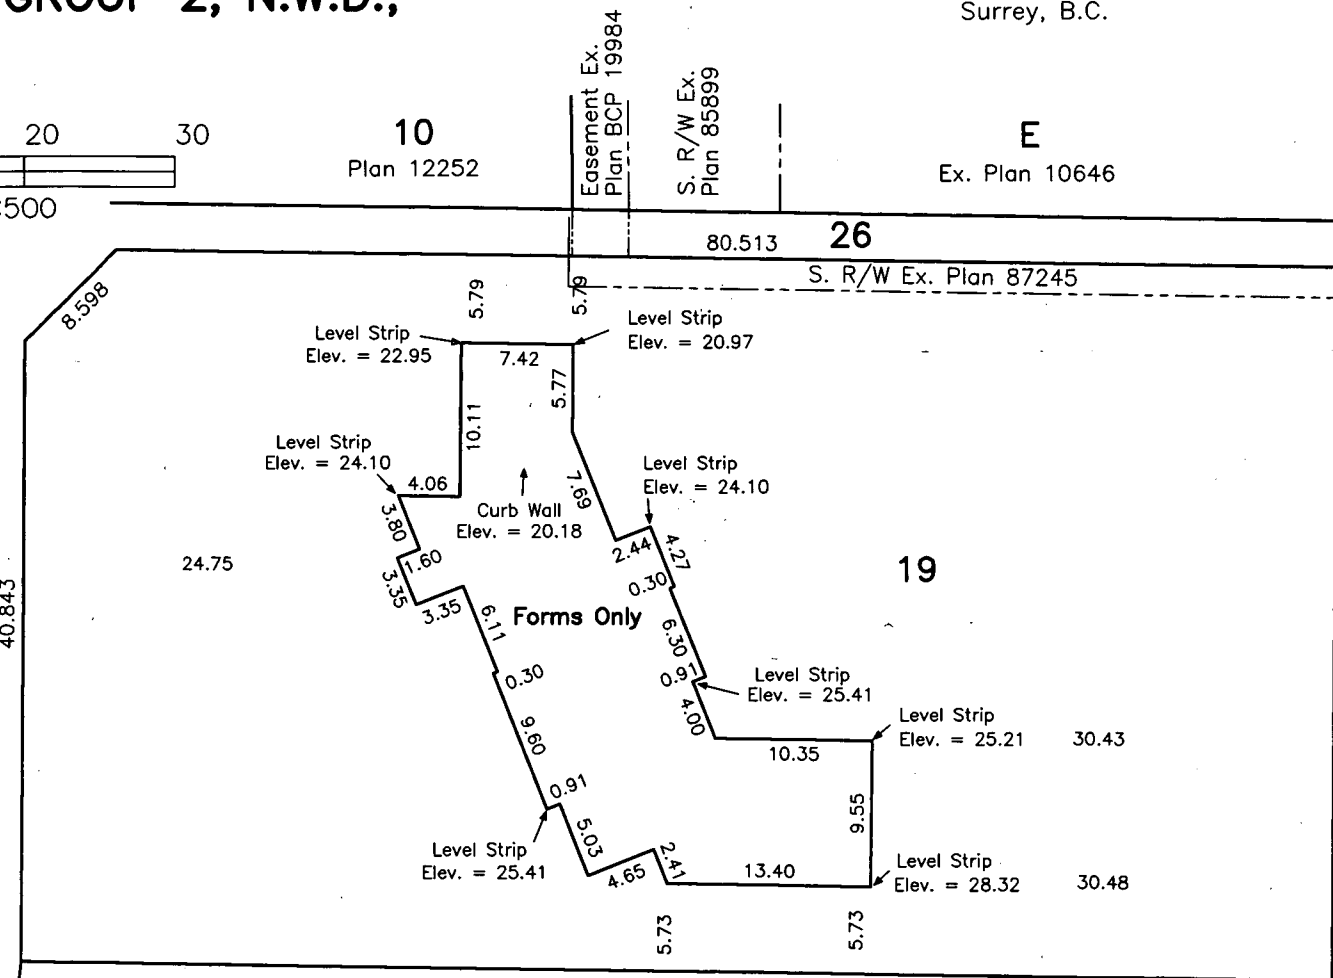 GROUP 2, N.W.D.,
Surrey, B.C.
20
30
10
Plan 12252
Easement Ex.
Plan BCP 19984
S. R/W Ex.
Plan 85899
E
Ex. Plan 10646
:500
80.513
26
S. R/W Ex. Plan 87245
8.598
5.79
5.79
Level Strip
Elev. = 22.95
7.42
Level Strip
Elev. = 20.97
5.77
10.11
Level Strip
Elev. = 24.10
4.06
7.69
Level Strip
Elev. = 24.10
3.80
Curb Wall
Elev. = 20.18
2.44
4.27
24.75
1.60
3.35
3.35
0.30
19
40.843
6.11
Forms Only
6.30
0.30
0.91
Level Strip
Elev. = 25.41
4.00
9.60
Level Strip
Elev. = 25.21
30.43
10.35
0.91
9.55
5.03
Level Strip
Elev. = 25.41
4.65
2.41
13.40
Level Strip
Elev. = 28.32
30.48
5.73
5.73